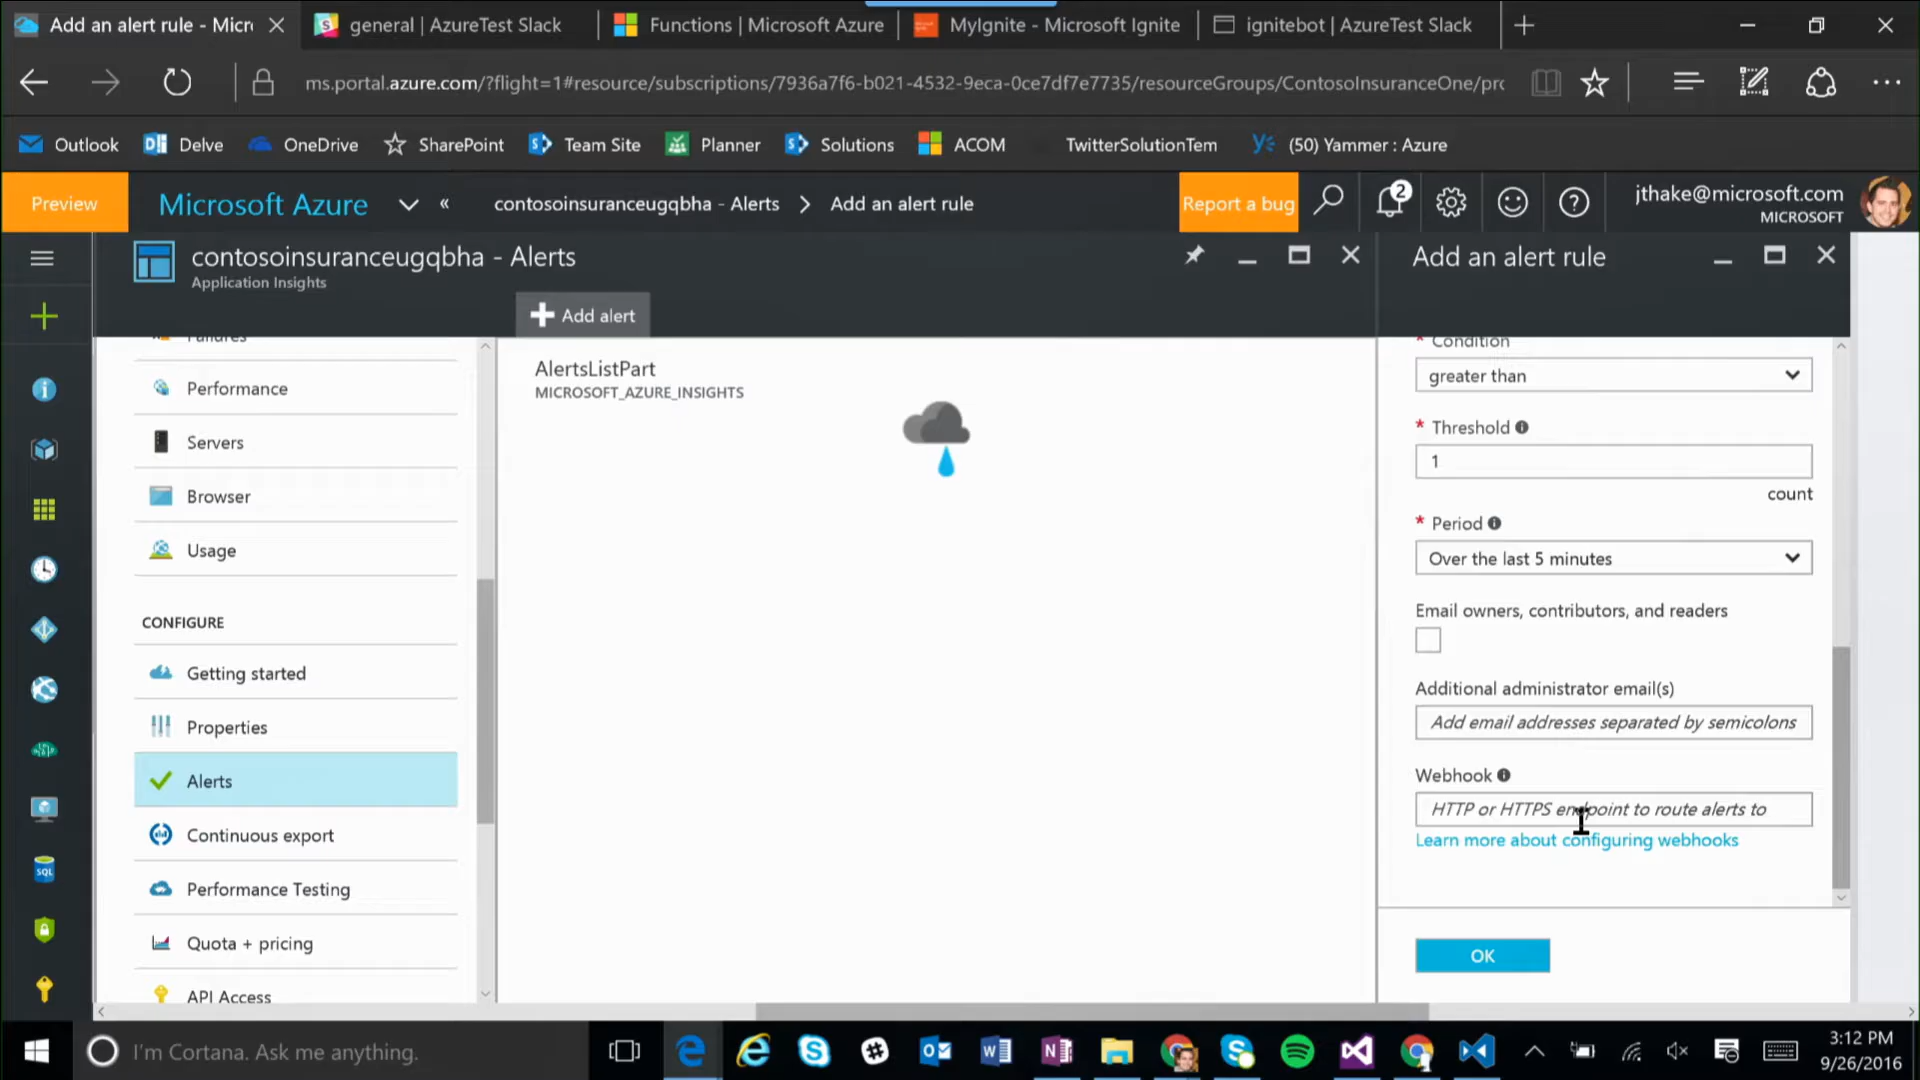 Add an alert rule - Micr
general | AzureTest Slack
Functions | Microsoft Azure
MyIgnite - Microsoft Ignite
ignitebot | AzureTest Slack
ms.portal.azure.com/?flight=1#resource/subscriptions/7936a7f6-b021-4532-9eca-0ce7df7e7735/resourceGroups/ContosoInsuranceOne/prc
Outlook
Delve
OneDrive
SharePoint
Team Site
Planner
Solutions
ACOM
TwitterSolutionTem
(50) Yammer : Azure
Preview
Microsoft Azure
«
contosoinsuranceugqbha - Alerts
Add an alert rule
Report a bug
2
jthake@microsoft.com
MICROSOFT
contosoinsuranceugqbha - Alerts
Application Insights
Add alert
Failures
Performance
Servers
Browser
Usage
CONFIGURE
Getting started
Properties
Alerts
Continuous export
Performance Testing
Quota + pricing
API Access
AlertsListPart
MICROSOFT_AZURE_INSIGHTS
Add an alert rule
* Condition
greater than
* Threshold
1
count
* Period
Over the last 5 minutes
Email owners, contributors, and readers
Additional administrator email(s)
Add email addresses separated by semicolons
Webhook
HTTP or HTTPS endpoint to route alerts to
Learn more about configuring webhooks
OK
SQL
I'm Cortana. Ask me anything.
3:12 PM
9/26/2016